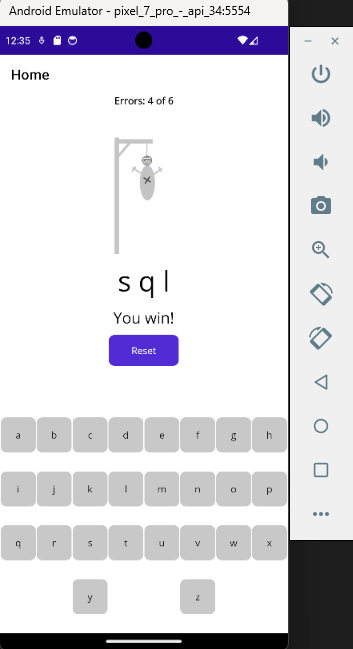 Android Emulator - pixel_7_pro_-_api_34:5554
12:35
Home
Errors: 4 of 6
s q l
You win!
Reset
a b c d e f g h
i j k l m n o p
q r s t u v w x
y z